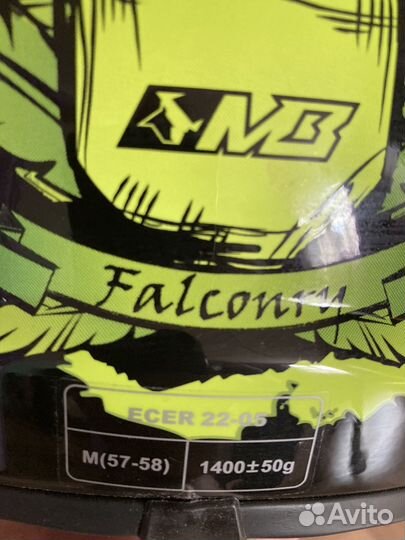 MB
Falconry
ECER 22-05
M(57-58) 1400±50g
Avito